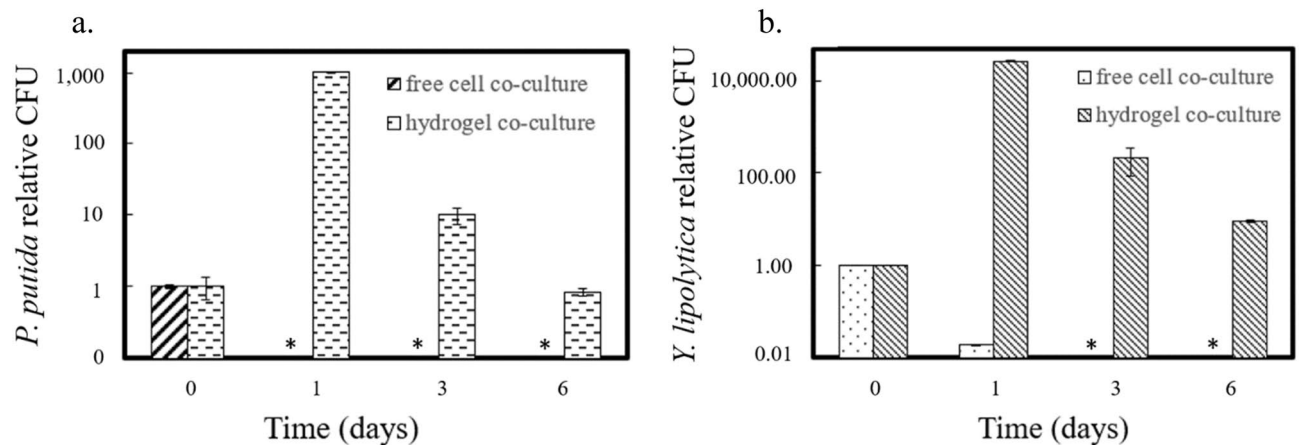 a.
P. putida relative CFU
1,000
100
10
1
0
free cell co-culture
hydrogel co-culture
* * *
0 1 3 6
Time (days)
b.
Y. lipolytica relative CFU
10,000.00
100.00
1.00
0.01
free cell co-culture
hydrogel co-culture
* *
0 1 3 6
Time (days)